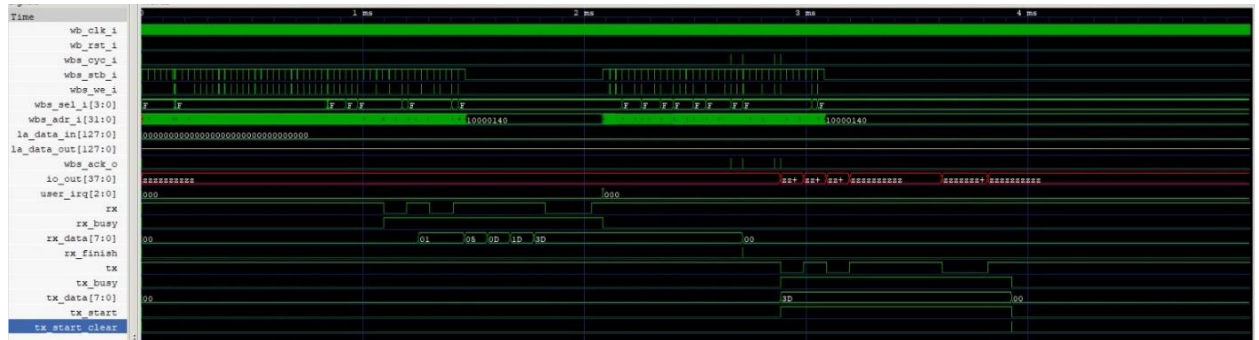 Time 1 ms 2 ms 3 ms 4 ms
wb_clk_i
wb_rst_i
wbs_cyc_i
wbs_stb_i
wbs_we_i
wbs_sel_i[3:0] F F F F F F F F F F F F F F F F
wbs_adr_i[31:0] 10000140 10000140
la_data_in[127:0] 00000000000000000000000000000000
la_data_out[127:0]
wbs_ack_o
io_out[37:0] zzzzzzzzzz zz+ zz+ zz+ zzzzzzzzzz zzzzzzz+ zzzzzzzzzz
user_irq[2:0] 000 000
rx
rx_busy
rx_data[7:0] 00 01 05 0D 1D 3D 00
rx_finish
tx
tx_busy
tx_data[7:0] 00 3D 00
tx_start
tx_start_clear